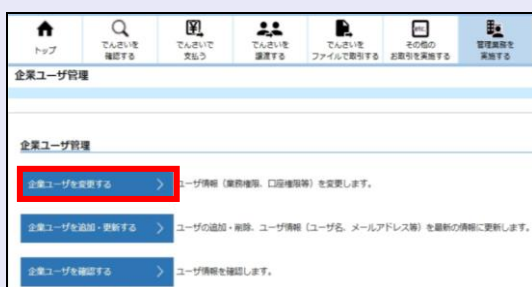 トップ
でんさいを
確認する
でんさいで
支払う
でんさいを
譲渡する
でんさいを
ファイルで取引する
etc.
その他の
お取引を実施する
管理業務を
実施する
企業ユーザ管理
企業ユーザ管理
企業ユーザを変更する
ユーザ情報（業務権限、口座権限等）を変更します。
企業ユーザを追加・更新する
ユーザの追加・削除、ユーザ情報（ユーザ名、メールアドレス等）を最新の情報に更新します。
企業ユーザを確認する
ユーザ情報を確認します。